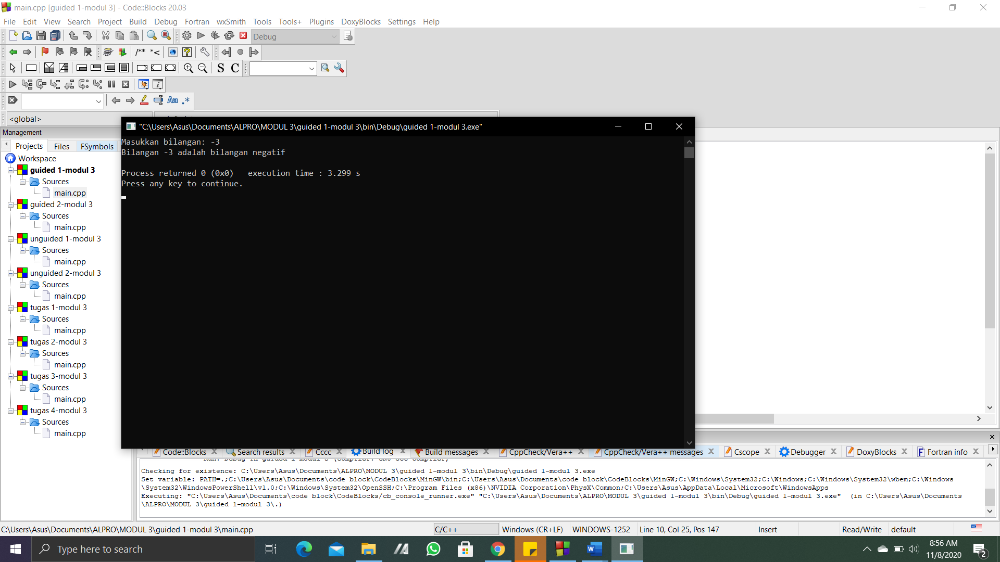 main.cpp [guided 1-modul 3] - Code::Blocks 20.03
File Edit View Search Project Build Debug Fortran wxSmith Tools Tools+ Plugins DoxyBlocks Settings Help
Debug
/** *<
S C
Aa .*
<global>
"C:\Users\Asus\Documents\ALPRO\MODUL 3\guided 1-modul 3\bin\Debug\guided 1-modul 3.exe"
Masukkan bilangan: -3
Bilangan -3 adalah bilangan negatif
Process returned 0 (0x0)   execution time : 3.299 s
Press any key to continue.
Management
Projects Files FSymbols
Workspace
guided 1-modul 3
Sources
main.cpp
guided 2-modul 3
Sources
main.cpp
unguided 1-modul 3
Sources
main.cpp
unguided 2-modul 3
Sources
main.cpp
tugas 1-modul 3
Sources
main.cpp
tugas 2-modul 3
Sources
main.cpp
tugas 3-modul 3
Sources
main.cpp
tugas 4-modul 3
Sources
main.cpp
Code::Blocks Search results Cccc Build log Build messages CppCheck/Vera++ CppCheck/Vera++ messages Cscope Debugger DoxyBlocks Fortran info
Checking for existence: C:\Users\Asus\Documents\ALPRO\MODUL 3\guided 1-modul 3\bin\Debug\guided 1-modul 3.exe
Set variable: PATH=.;C:\Users\Asus\Documents\code block\CodeBlocks\MinGW\bin;C:\Users\Asus\Documents\code block\CodeBlocks\MinGW;C:\Windows\System32;C:\Windows;C:\Windows\System32\wbem;C:\Windows
\System32\WindowsPowerShell\v1.0;C:\Windows\System32\OpenSSH;C:\Program Files (x86)\NVIDIA Corporation\PhysX\Common;C:\Users\Asus\AppData\Local\Microsoft\WindowsApps
Executing: "C:\Users\Asus\Documents\code block\CodeBlocks/cb_console_runner.exe" "C:\Users\Asus\Documents\ALPRO\MODUL 3\guided 1-modul 3\bin\Debug\guided 1-modul 3.exe"  (in C:\Users\Asus\Documents
\ALPRO\MODUL 3\guided 1-modul 3\.)
C:\Users\Asus\Documents\ALPRO\MODUL 3\guided 1-modul 3\main.cpp C/C++ Windows (CR+LF) WINDOWS-1252 Line 10, Col 25, Pos 147 Insert Read/Write default
Type here to search
8:56 AM
11/8/2020
2